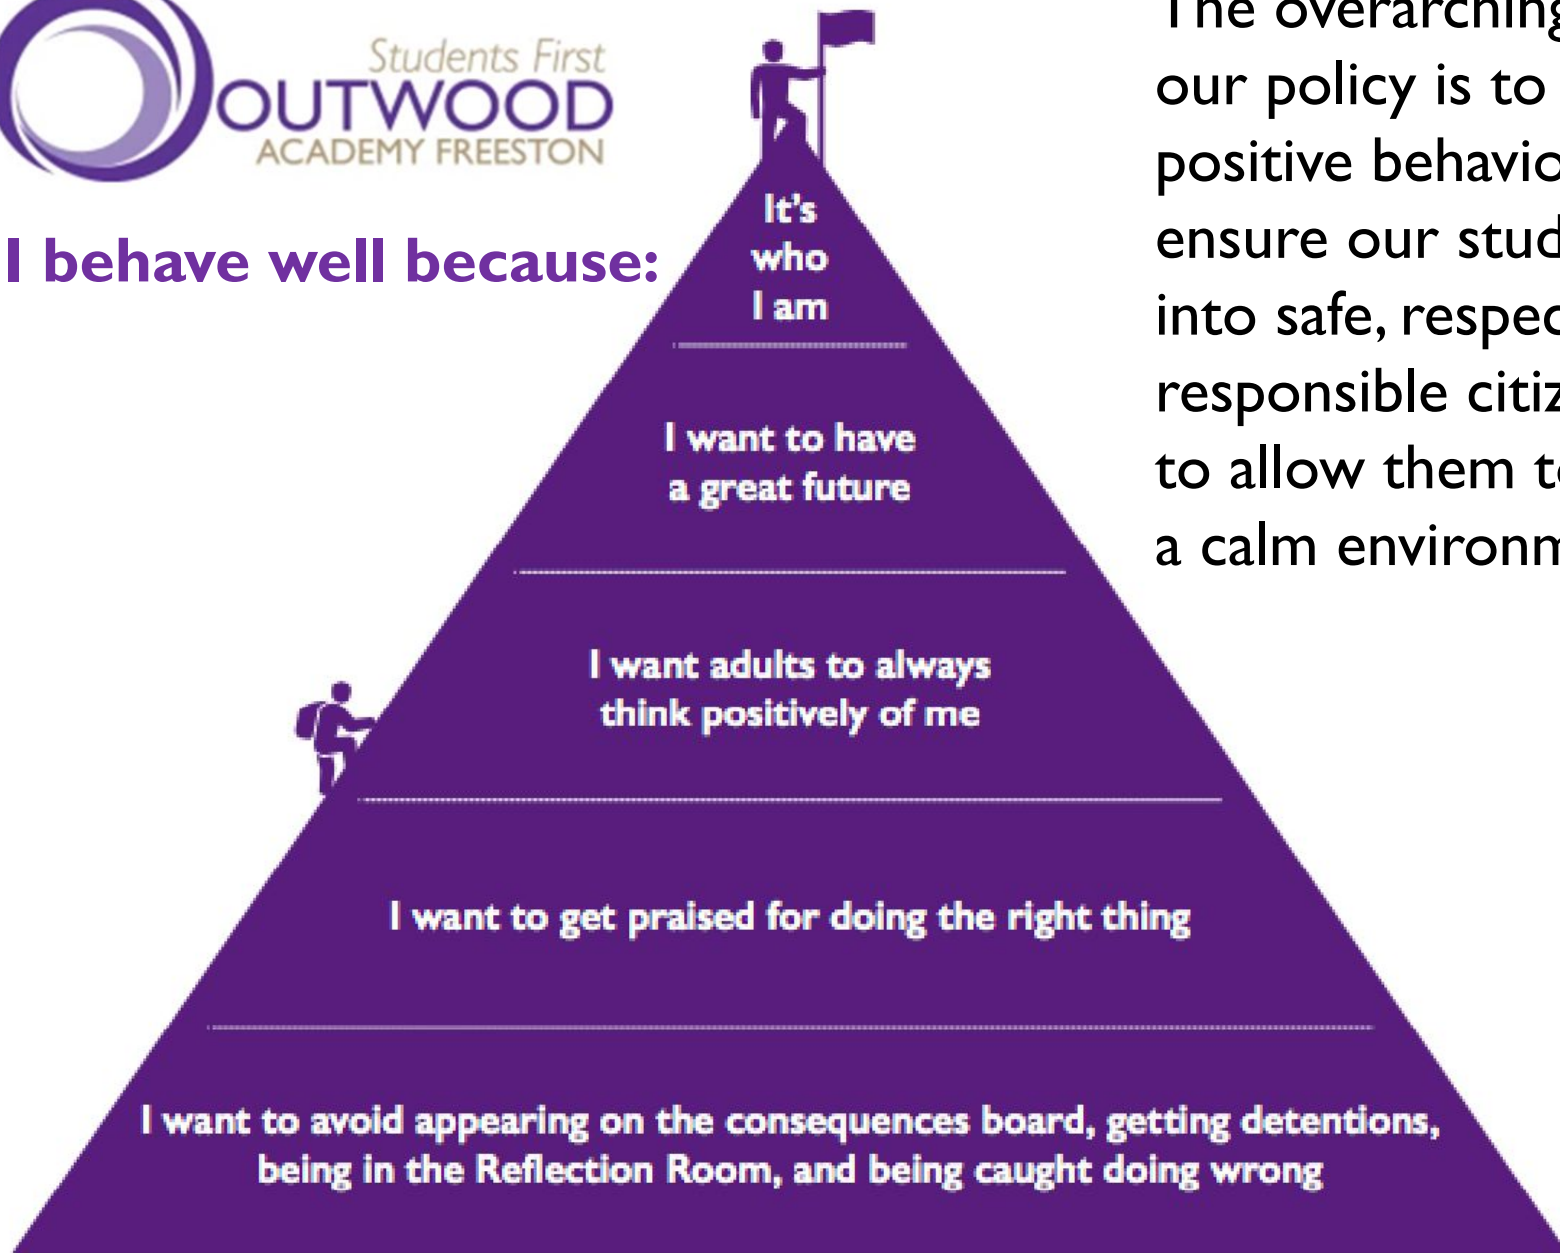 Students First
OUTWOOD
ACADEMY FREESTON
I behave well because:
It's
who
I am
I want to have
a great future
I want adults to always
think positively of me
I want to get praised for doing the right thing
I want to avoid appearing on the consequences board, getting detentions,
being in the Reflection Room, and being caught doing wrong
The overarching
our policy is to
positive behavio
ensure our stud
into safe, respec
responsible citiz
to allow them to
a calm environm